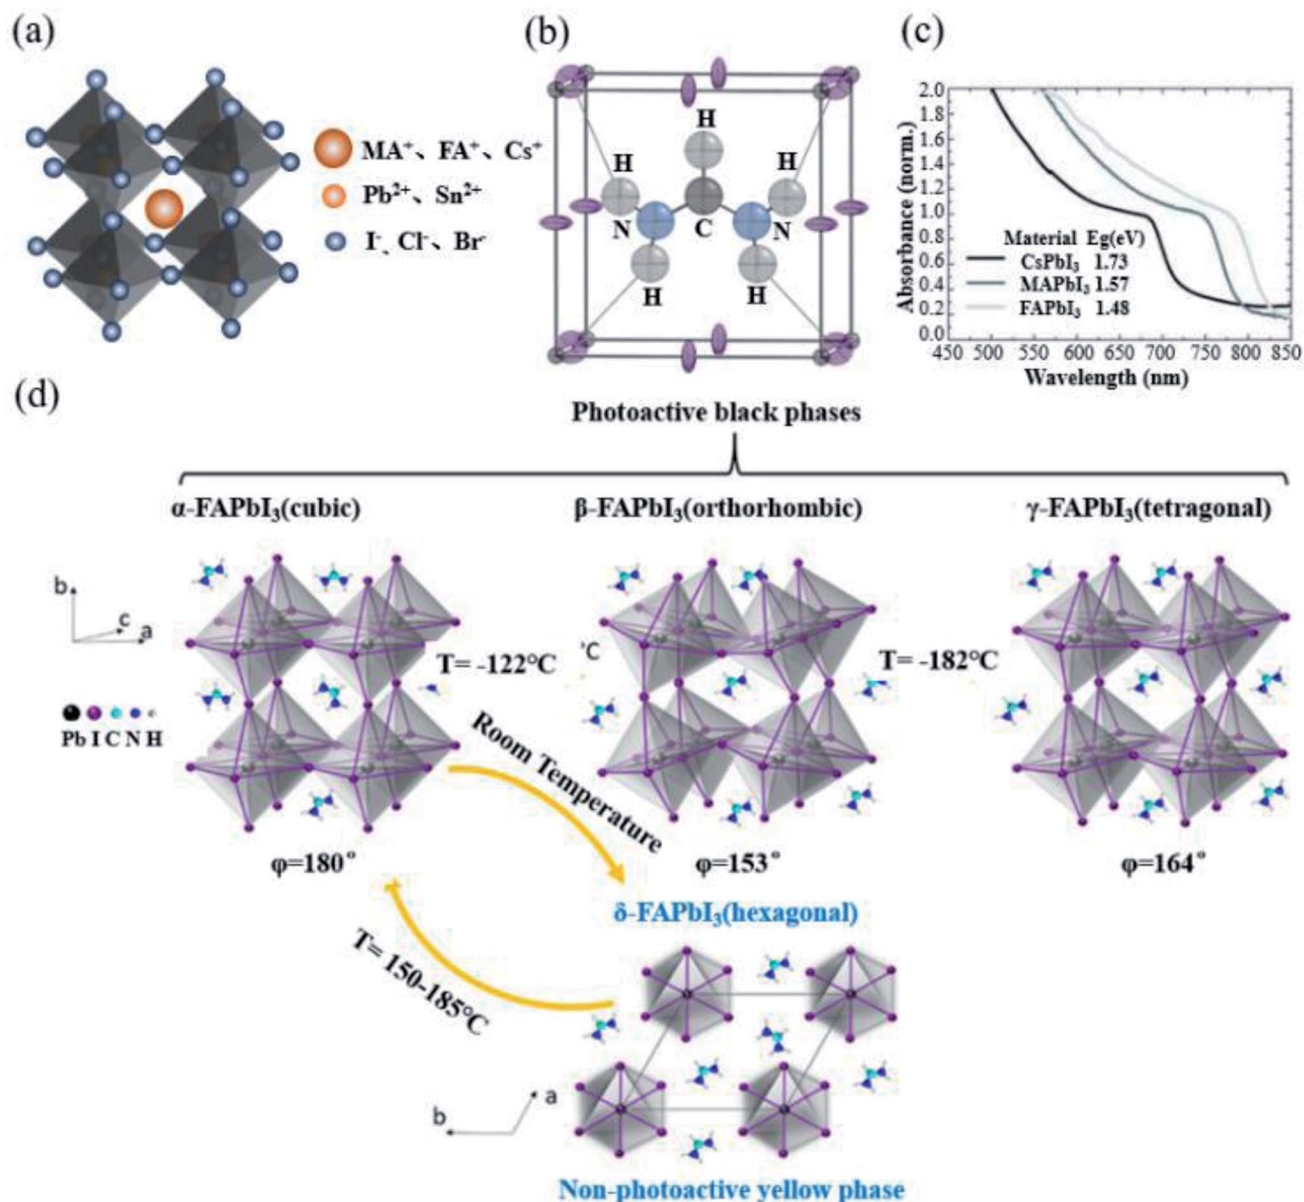 (a)
MA⁺、FA⁺、Cs⁺
Pb²⁺、Sn²⁺
I⁻、Cl⁻、Br⁻
(b)
H
H
H
N
C
N
H
H
(c)
Absorbance (norm.)
2.0
1.8
1.6
1.4
1.2
1.0
0.8
0.6
0.4
0.2
0.0
Material Eg(eV)
CsPbI₃ 1.73
MAPbI₃ 1.57
FAPbI₃ 1.48
450 500 550 600 650 700 750 800 850
Wavelength (nm)
(d)
Photoactive black phases
α-FAPbI₃(cubic)
β-FAPbI₃(orthorhombic)
γ-FAPbI₃(tetragonal)
b
c
a
Pb I C N H
T= -122℃
℃
T= -182℃
Room Temperature
φ=180°
φ=153°
φ=164°
δ-FAPbI₃(hexagonal)
T= 150-185℃
b
a
Non-photoactive yellow phase